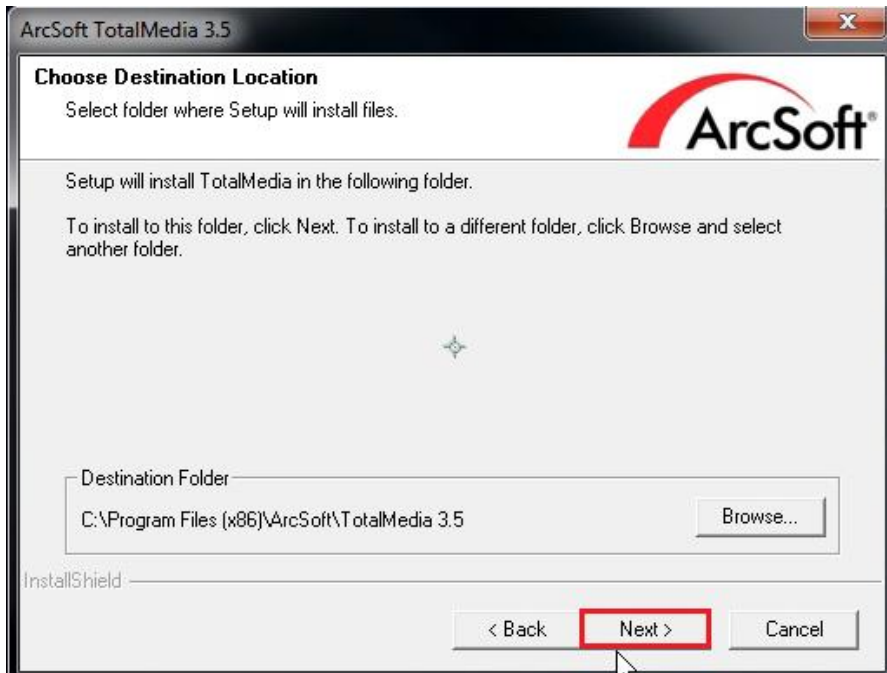 ArcSoft TotalMedia 3.5
Choose Destination Location
Select folder where Setup will install files.
ArcSoft®
Setup will install TotalMedia in the following folder.
To install to this folder, click Next. To install to a different folder, click Browse and select
another folder.
Destination Folder
C:\Program Files (x86)\ArcSoft\TotalMedia 3.5
Browse...
InstallShield
< Back
Next >
Cancel